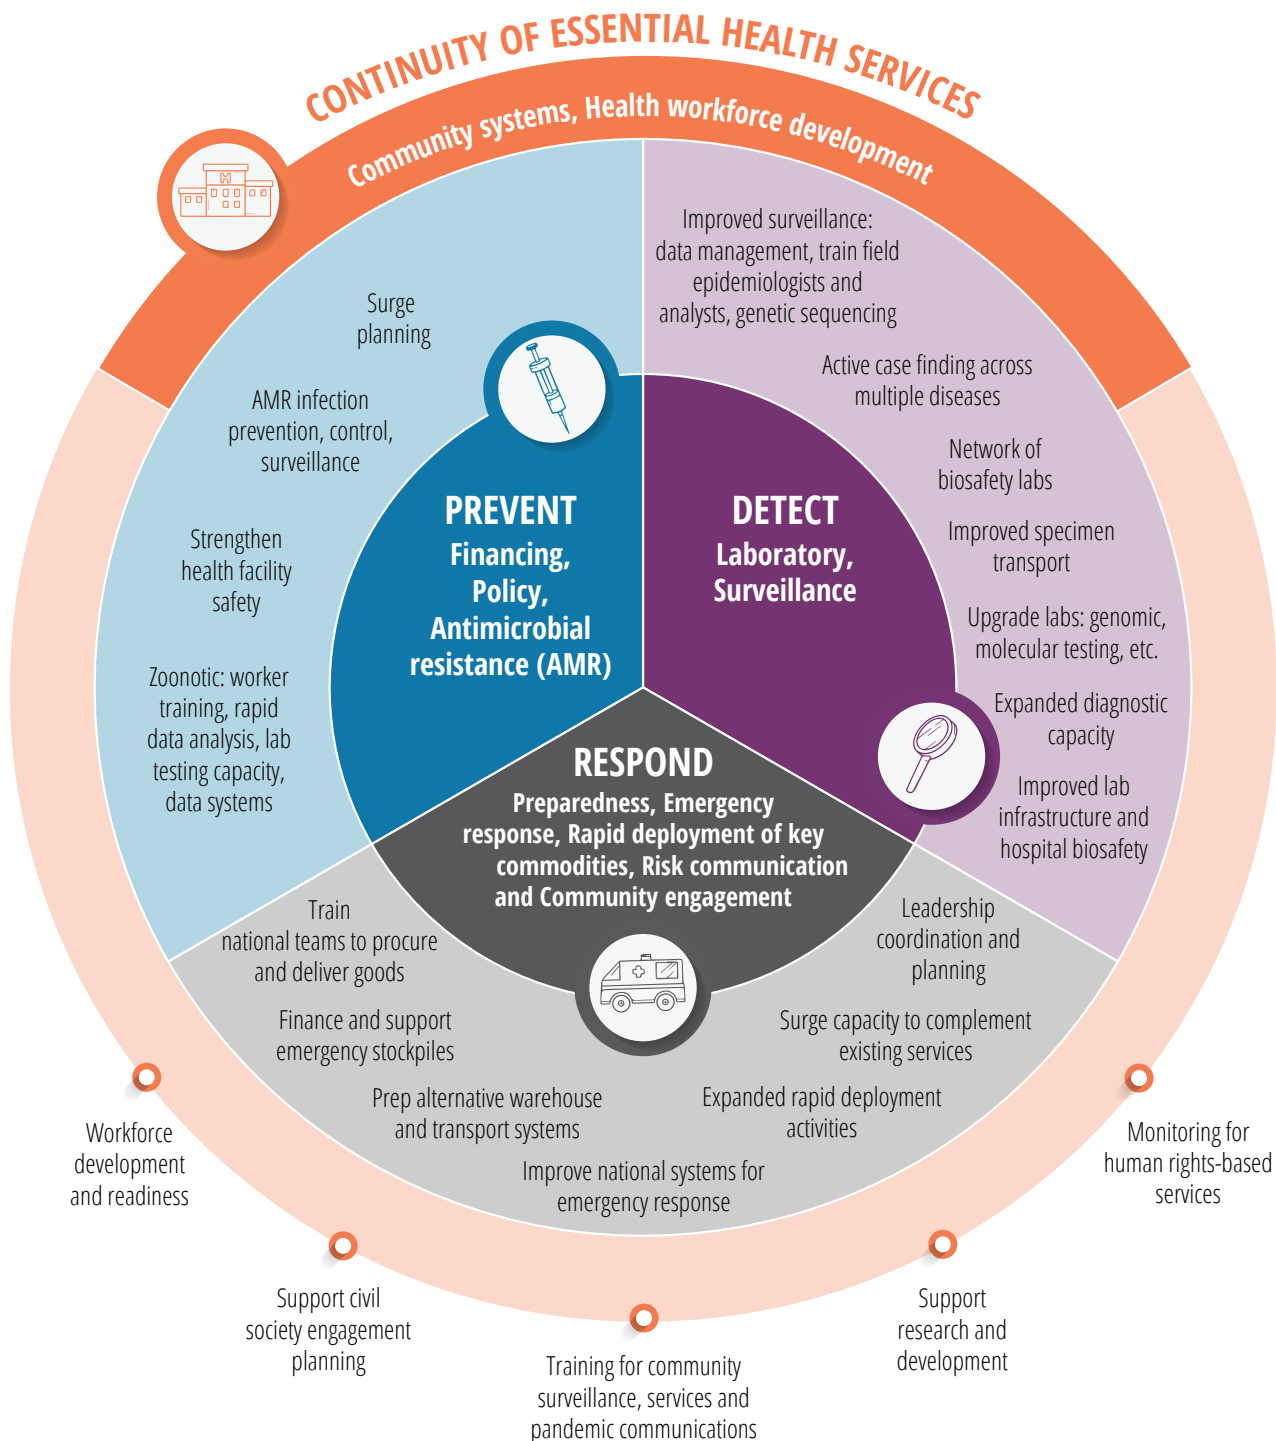 CONTINUITY OF ESSENTIAL HEALTH SERVICES
Community systems, Health workforce development
Surge
planning
AMR infection
prevention, control,
surveillance
Strengthen
health facility
safety
Zoonotic: worker
training, rapid
data analysis, lab
testing capacity,
data systems
PREVENT
Financing,
Policy,
Antimicrobial
resistance (AMR)
H
DETECT
Laboratory,
Surveillance
Improved surveillance:
data management, train field
epidemiologists and
analysts, genetic sequencing
Active case finding across
multiple diseases
Network of
biosafety labs
Improved specimen
transport
Upgrade labs: genomic,
molecular testing, etc.
Expanded diagnostic
capacity
Improved lab
infrastructure and
hospital biosafety
RESPOND
Preparedness, Emergency
response, Rapid deployment of key
commodities, Risk communication
and Community engagement
Train
national teams to procure
and deliver goods
Finance and support
emergency stockpiles
Prep alternative warehouse
and transport systems
Improve national systems for
emergency response
Expanded rapid deployment
activities
Surge capacity to complement
existing services
Leadership
coordination and
planning
Workforce
development
and readiness
Support civil
society engagement
planning
Training for community
surveillance, services and
pandemic communications
Support
research and
development
Monitoring for
human rights-based
services